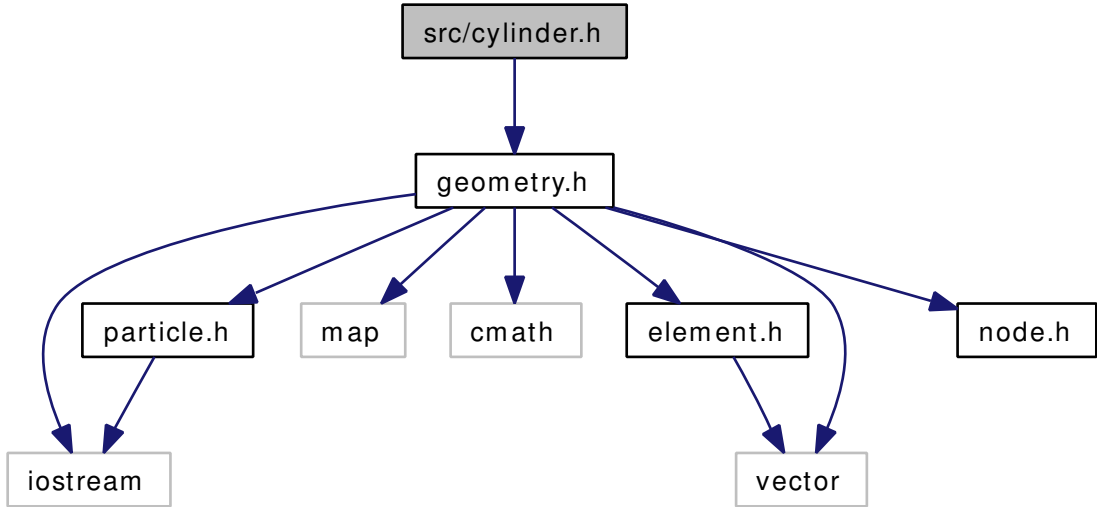 src/cylinder.h
geometry.h
particle.h
map
cmath
element.h
node.h
iostream
vector